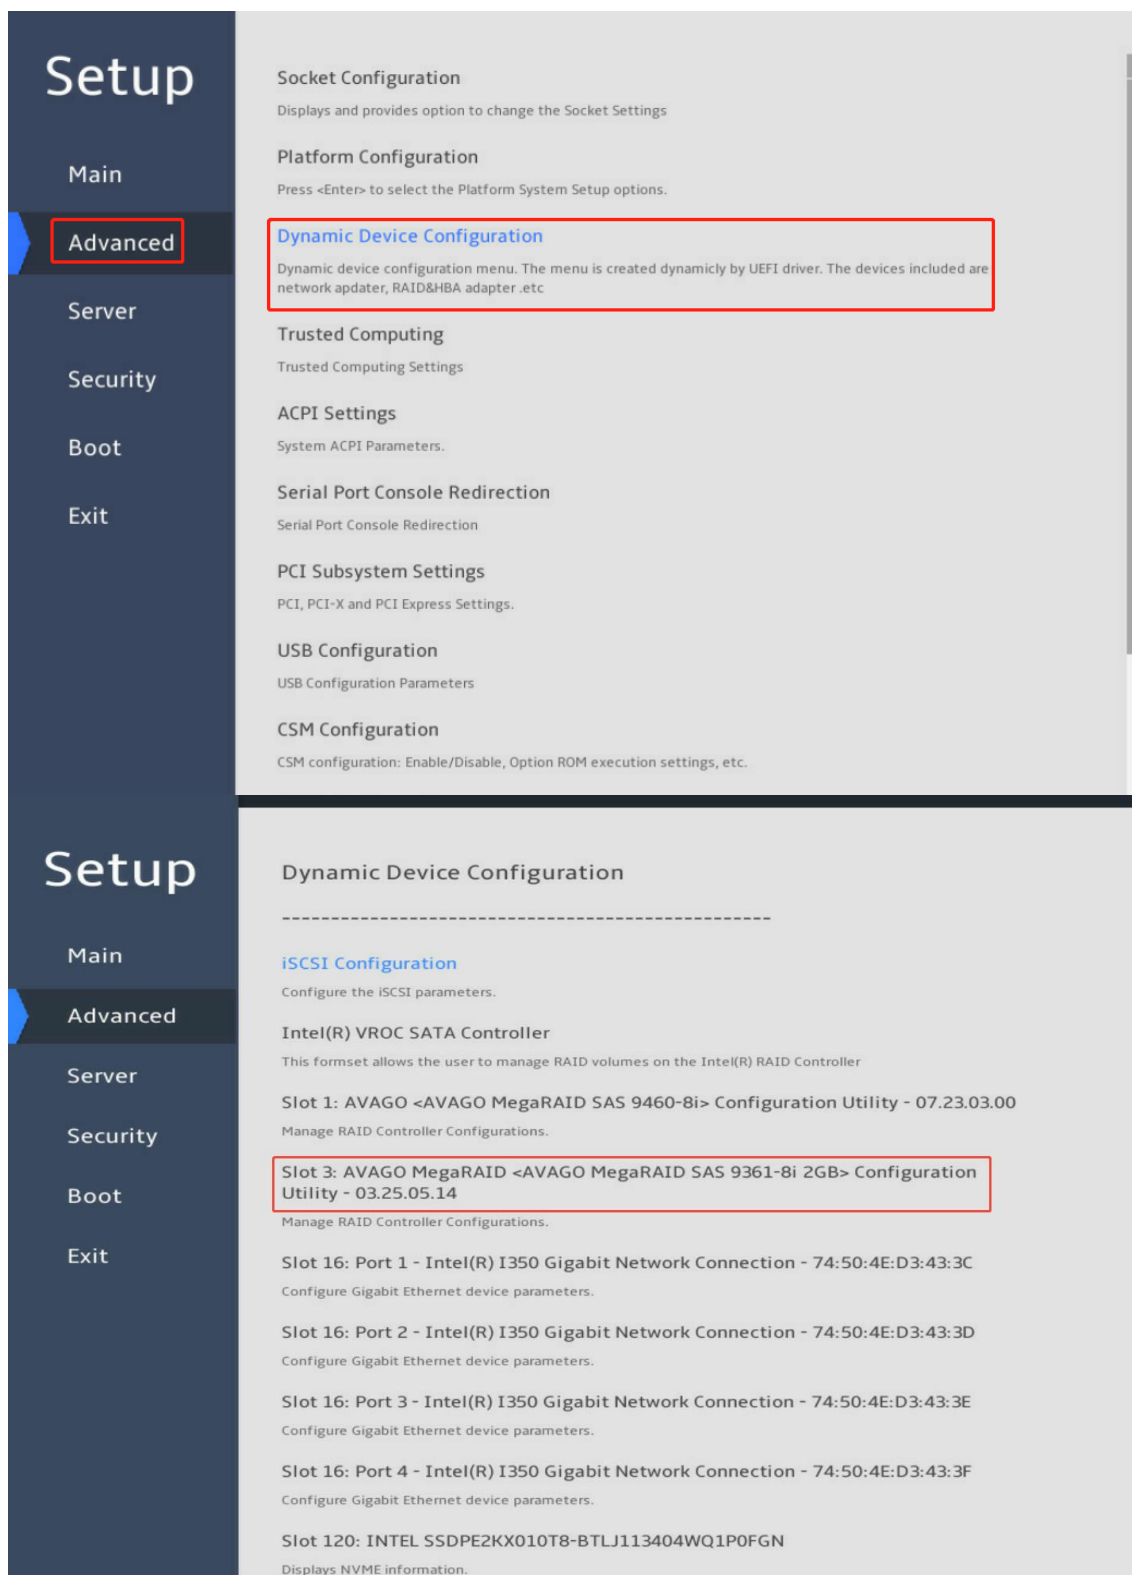 Setup
Main
Advanced
Server
Security
Boot
Exit
Socket Configuration
Displays and provides option to change the Socket Settings
Platform Configuration
Press <Enter> to select the Platform System Setup options.
Dynamic Device Configuration
Dynamic device configuration menu. The menu is created dynamicly by UEFI driver. The devices included are
network apdater, RAID&HBA adapter .etc
Trusted Computing
Trusted Computing Settings
ACPI Settings
System ACPI Parameters.
Serial Port Console Redirection
Serial Port Console Redirection
PCI Subsystem Settings
PCI, PCI-X and PCI Express Settings.
USB Configuration
USB Configuration Parameters
CSM Configuration
CSM configuration: Enable/Disable, Option ROM execution settings, etc.
Setup
Main
Advanced
Server
Security
Boot
Exit
Dynamic Device Configuration
--------------------------------------------------
iSCSI Configuration
Configure the iSCSI parameters.
Intel(R) VROC SATA Controller
This formset allows the user to manage RAID volumes on the Intel(R) RAID Controller
Slot 1: AVAGO <AVAGO MegaRAID SAS 9460-8i> Configuration Utility - 07.23.03.00
Manage RAID Controller Configurations.
Slot 3: AVAGO MegaRAID <AVAGO MegaRAID SAS 9361-8i 2GB> Configuration
Utility - 03.25.05.14
Manage RAID Controller Configurations.
Slot 16: Port 1 - Intel(R) I350 Gigabit Network Connection - 74:50:4E:D3:43:3C
Configure Gigabit Ethernet device parameters.
Slot 16: Port 2 - Intel(R) I350 Gigabit Network Connection - 74:50:4E:D3:43:3D
Configure Gigabit Ethernet device parameters.
Slot 16: Port 3 - Intel(R) I350 Gigabit Network Connection - 74:50:4E:D3:43:3E
Configure Gigabit Ethernet device parameters.
Slot 16: Port 4 - Intel(R) I350 Gigabit Network Connection - 74:50:4E:D3:43:3F
Configure Gigabit Ethernet device parameters.
Slot 120: INTEL SSDPE2KX010T8-BTLJ113404WQ1P0FGN
Displays NVME information.